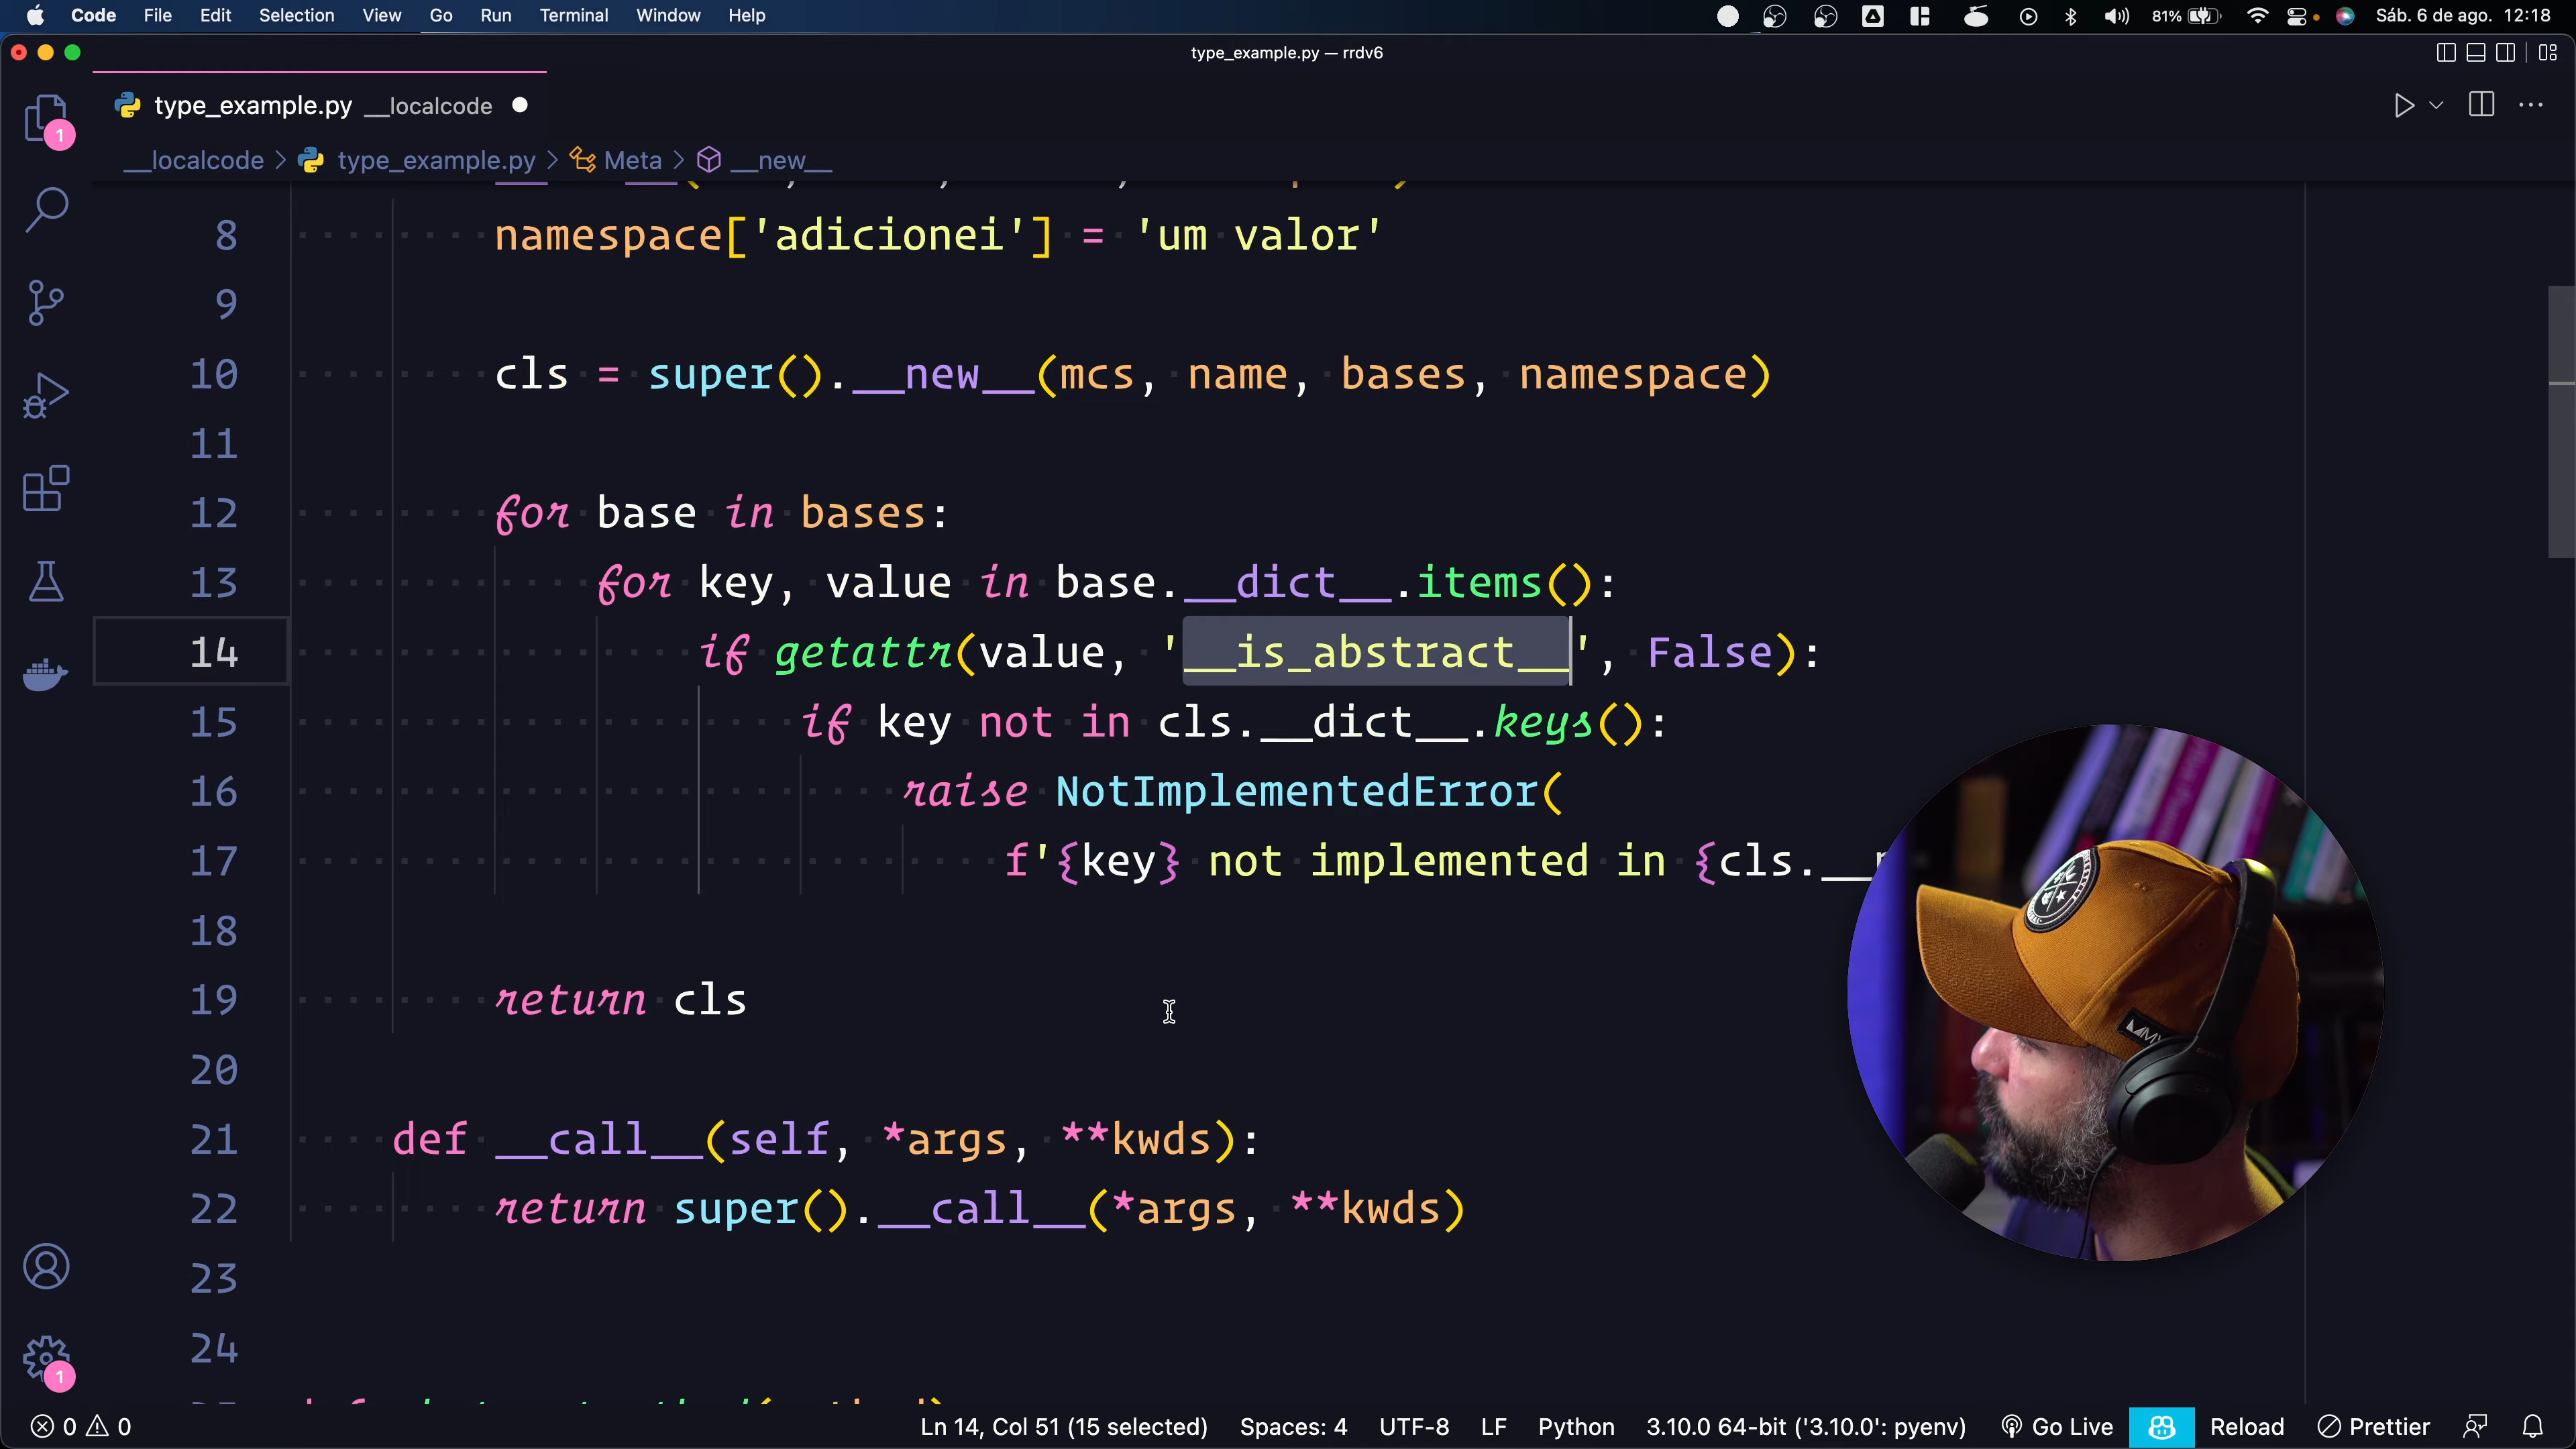 Code File Edit Selection View Go Run Terminal Window Help 81% Sáb. 6 de ago. 12:18
type_example.py — rrdv6
type_example.py __localcode
__localcode > type_example.py > Meta > __new__
1
8 namespace['adicionei'] = 'um valor'
9
10 cls = super().__new__(mcs, name, bases, namespace)
11
12 for base in bases:
13 for key, value in base.__dict__.items():
14 if getattr(value, '__is_abstract__', False):
15 if key not in cls.__dict__.keys():
16 raise NotImplementedError(
17 f'{key} not implemented in {cls.__
18
19 return cls
20
21 def __call__(self, *args, **kwds):
22 return super().__call__(*args, **kwds)
23
24
1
0 0 Ln 14, Col 51 (15 selected) Spaces: 4 UTF-8 LF Python 3.10.0 64-bit ('3.10.0': pyenv) Go Live Reload Prettier